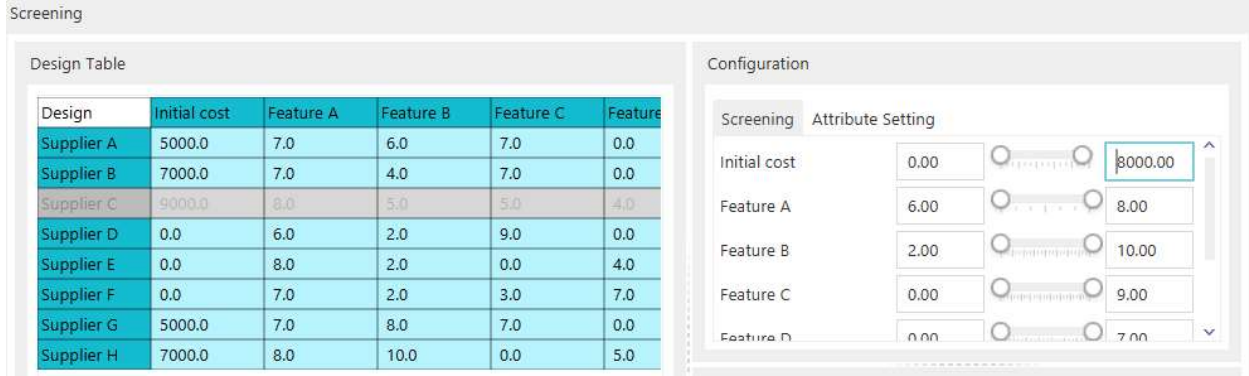 Screening
Design Table
Design Initial cost Feature A Feature B Feature C Feature
Supplier A 5000.0 7.0 6.0 7.0 0.0
Supplier B 7000.0 7.0 4.0 7.0 0.0
Supplier C 9000.0 8.0 5.0 5.0 4.0
Supplier D 0.0 6.0 2.0 9.0 0.0
Supplier E 0.0 8.0 2.0 0.0 4.0
Supplier F 0.0 7.0 2.0 3.0 7.0
Supplier G 5000.0 7.0 8.0 7.0 0.0
Supplier H 7000.0 8.0 10.0 0.0 5.0
Configuration
Screening Attribute Setting
Initial cost 0.00 8000.00
Feature A 6.00 8.00
Feature B 2.00 10.00
Feature C 0.00 9.00
Feature D 0.00 7.00